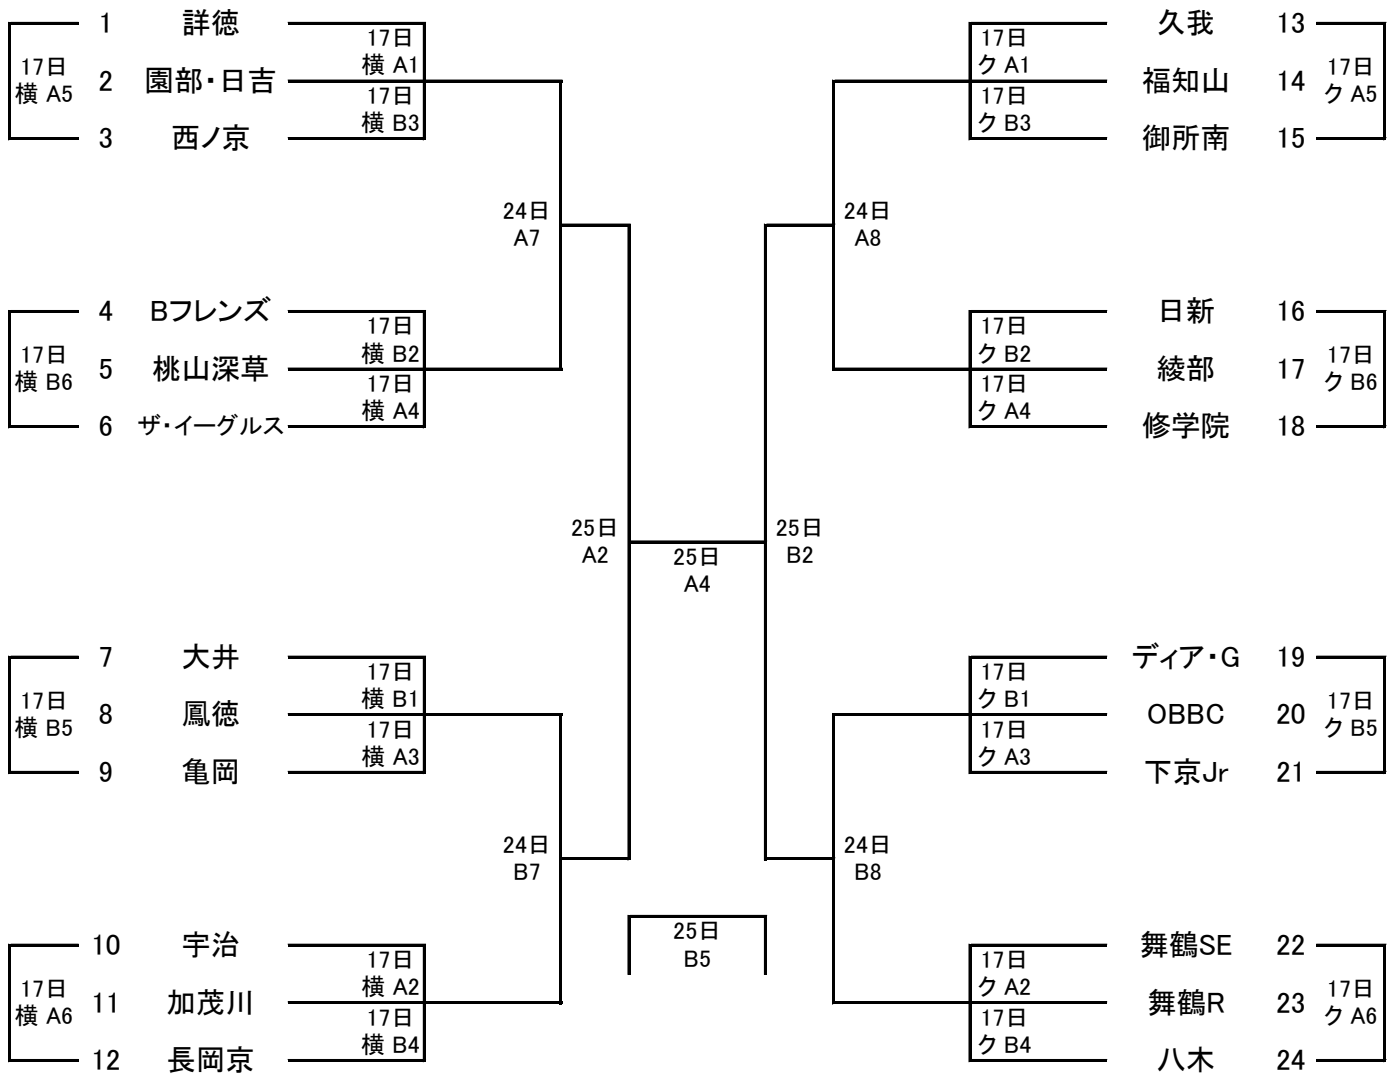 1 詳徳
17日
横 A1
17日
横 A5
2 園部・日吉
17日
横 B3
3 西ノ京
24日
A7
4 Bフレンズ
17日
横 B2
17日
横 B6
5 桃山深草
17日
横 A4
6 ザ・イーグルス
25日
A2
7 大井
17日
横 B1
17日
横 B5
8 鳳徳
17日
横 A3
9 亀岡
24日
B7
10 宇治
17日
横 A2
17日
横 A6
11 加茂川
17日
横 B4
12 長岡京
25日
A4
25日
B5
久我 13
17日
ク A1
17日
ク A5
福知山 14
17日
ク B3
御所南 15
24日
A8
日新 16
17日
ク B2
17日
ク B6
綾部 17
17日
ク A4
修学院 18
25日
B2
ディア・G 19
17日
ク B1
17日
ク B5
OBBC 20
17日
ク A3
下京Jr 21
24日
B8
舞鶴SE 22
17日
ク A2
17日
ク A6
舞鶴R 23
17日
ク B4
八木 24